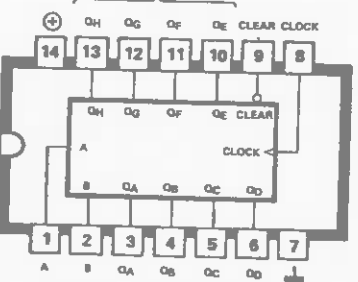 QH QG QF QE CLEAR CLOCK
14 13 12 11 10 9 8
QH QG QF QE CLEAR
A CLOCK
B QA QB QC QD
1 2 3 4 5 6 7
A B QA QB QC QD